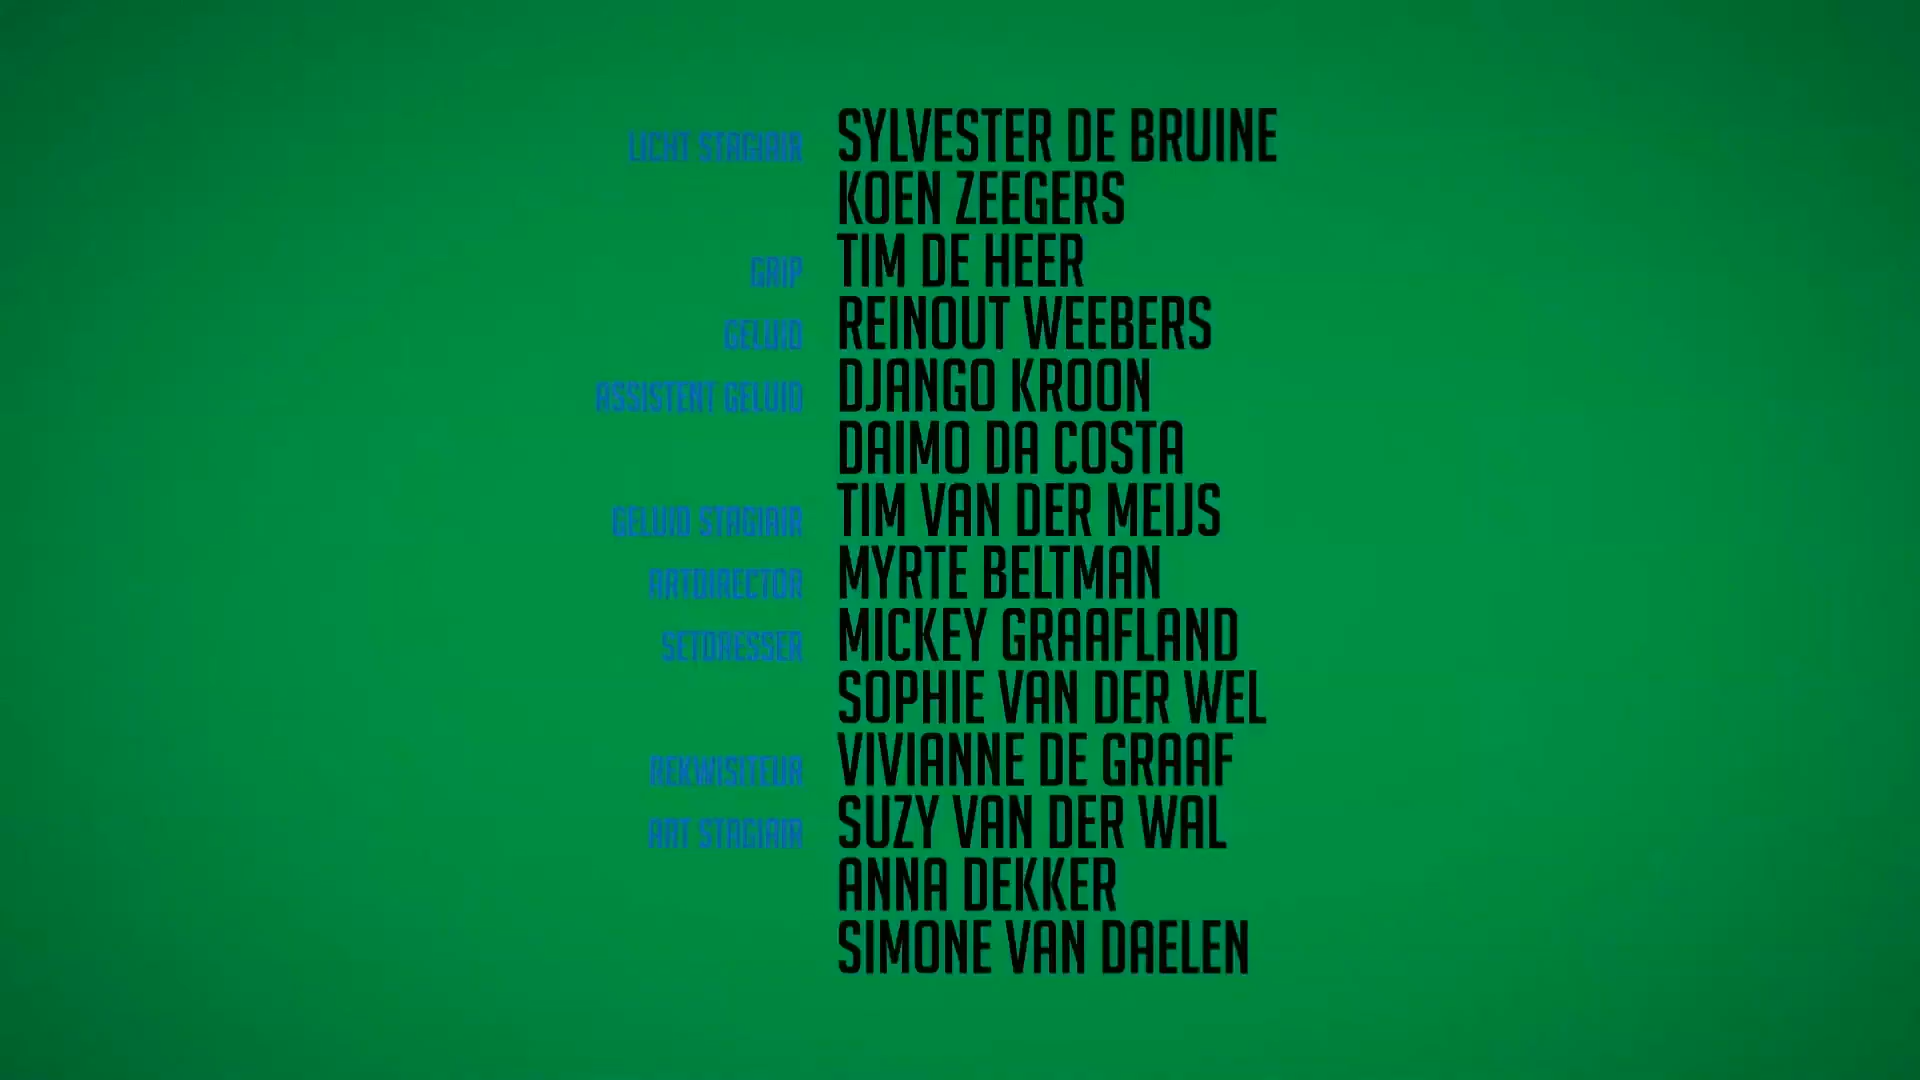 LICHT STAGIAIR SYLVESTER DE BRUINE
KOEN ZEEGERS
GRIP TIM DE HEER
GELUID REINOUT WEEBERS
ASSISTENT GELUID DJANGO KROON
DAIMO DA COSTA
GELUID STAGIAIR TIM VAN DER MEIJS
ARTDIRECTOR MYRTE BELTMAN
SETDRESSER MICKEY GRAAFLAND
SOPHIE VAN DER WEL
REKWISITEUR VIVIANNE DE GRAAF
ART STAGIAIR SUZY VAN DER WAL
ANNA DEKKER
SIMONE VAN DAELEN